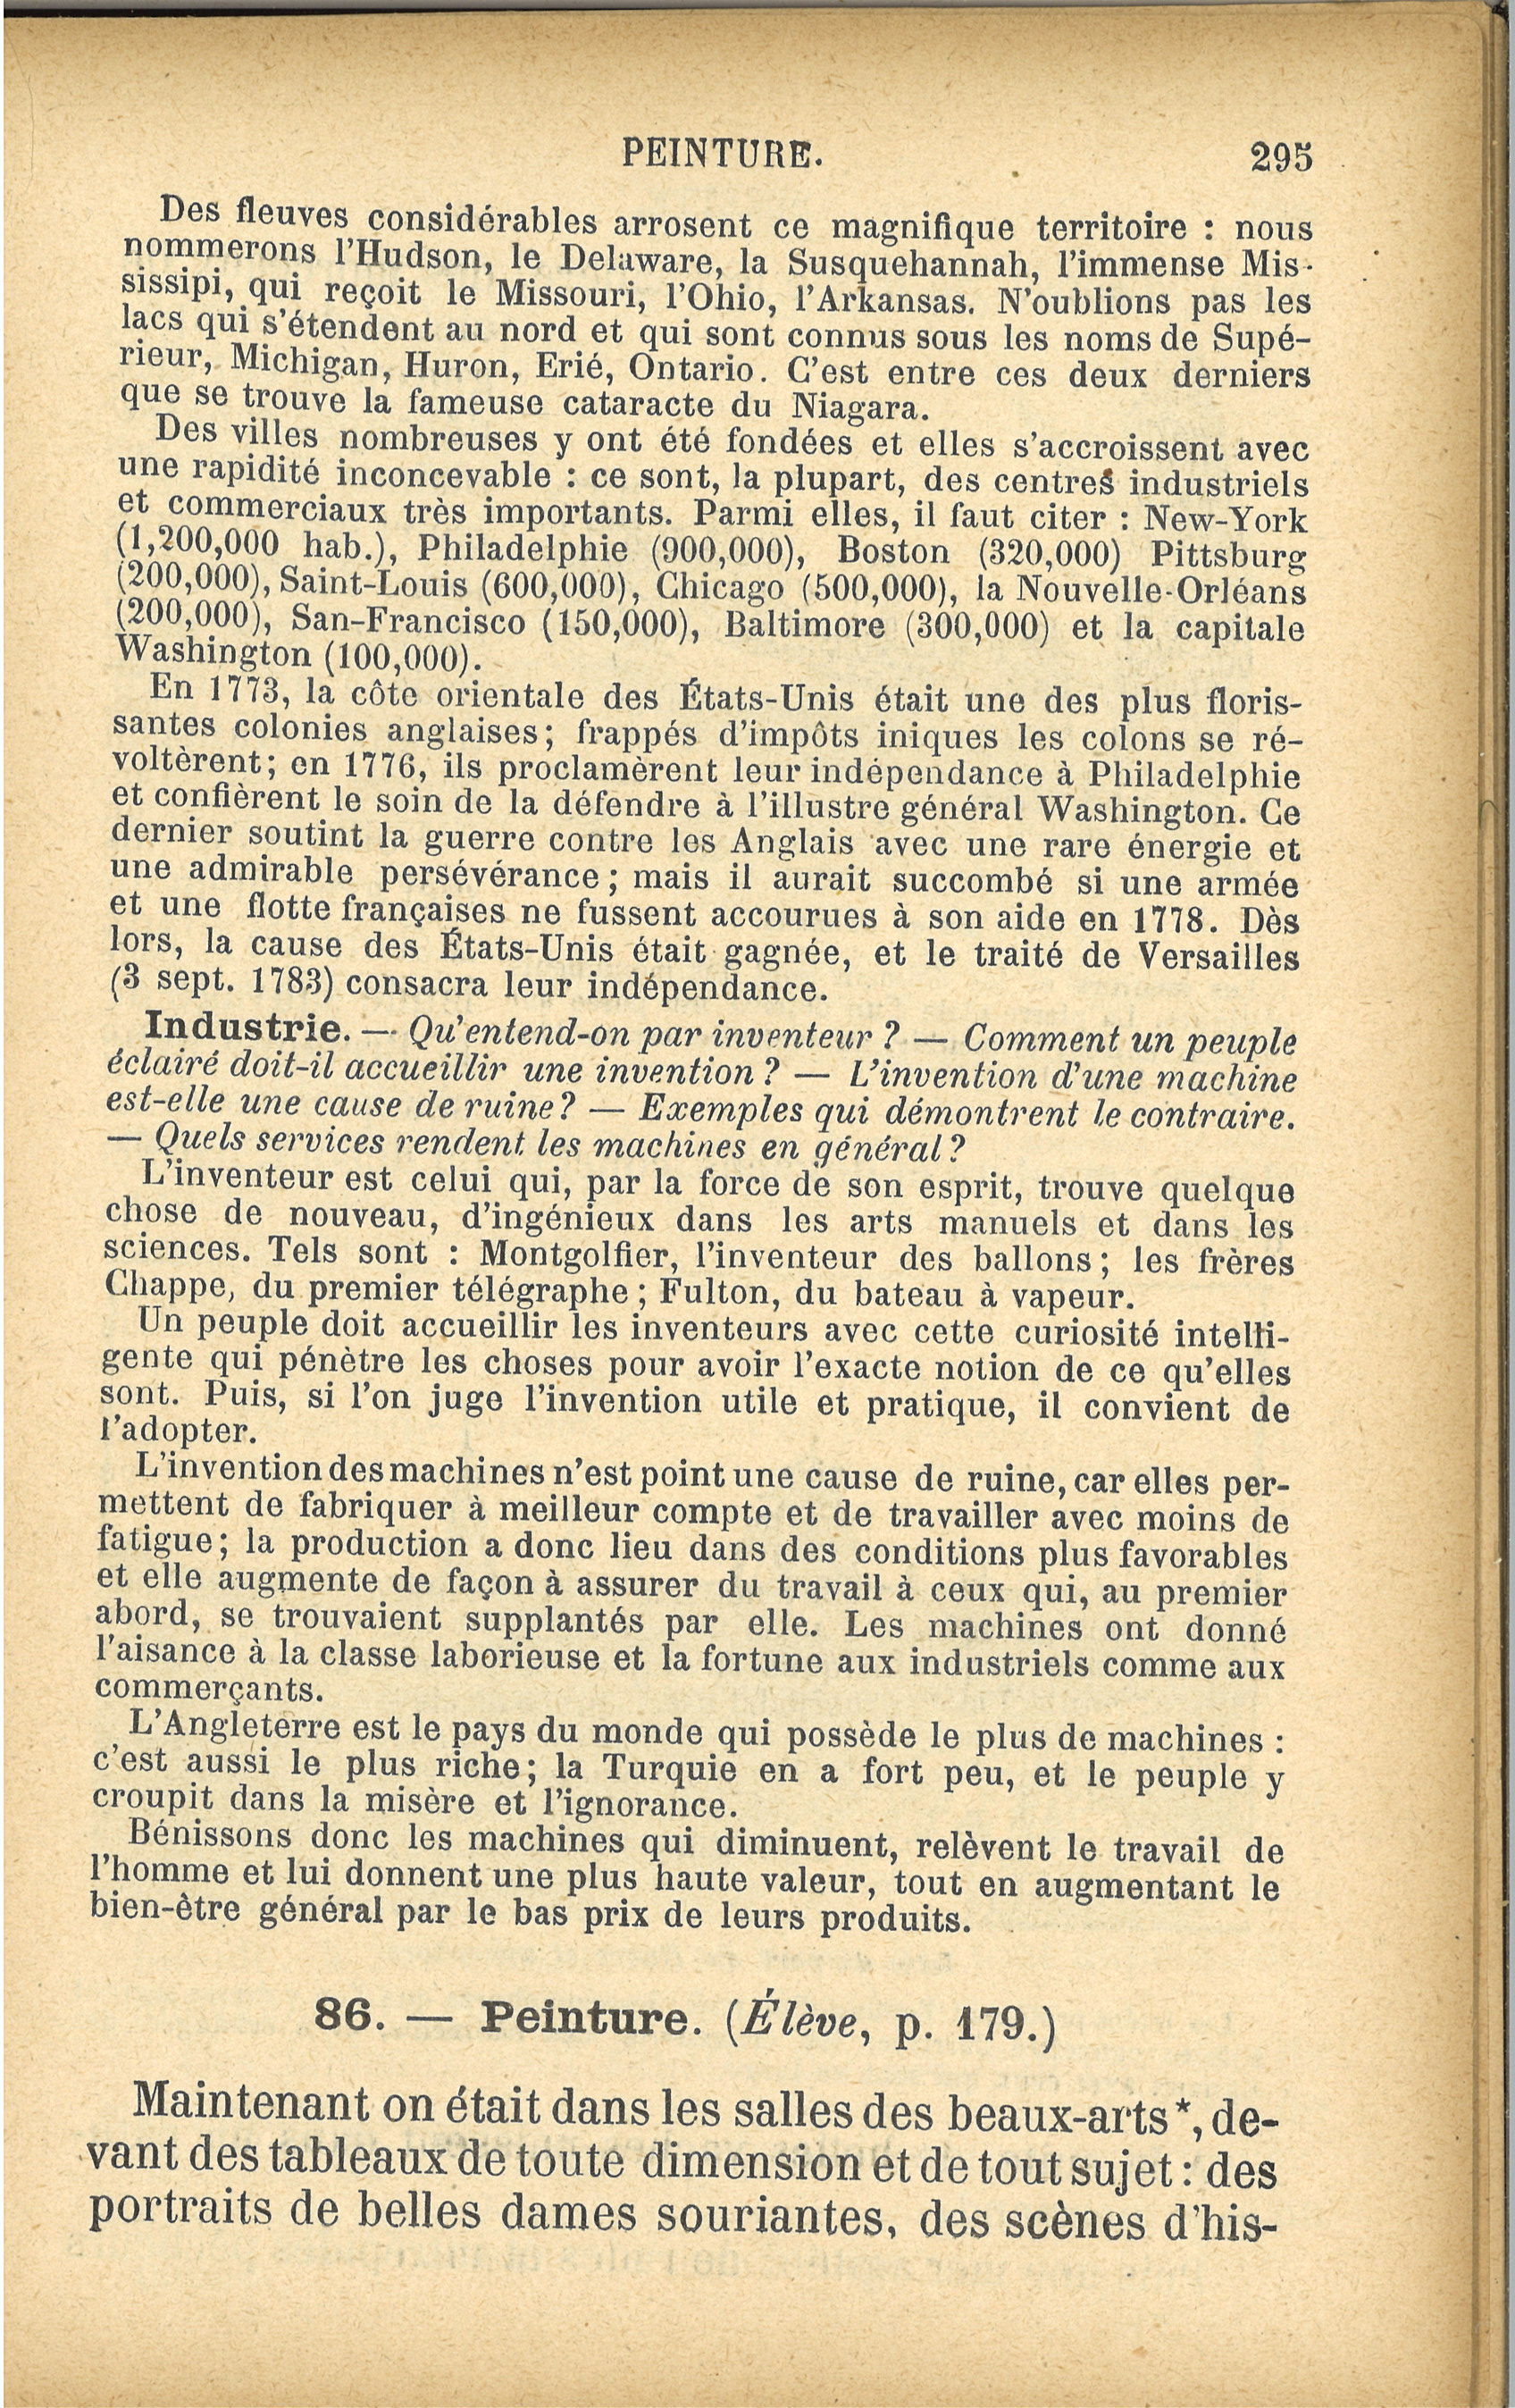 PEINTURE. 295
Des fleuves considérables arrosent ce magnifique territoire : nous
nommerons l'Hudson, le Delaware, la Susquehannah, l'immense Mis-
sissipi, qui reçoit le Missouri, l'Ohio, l'Arkansas. N'oublions pas les
lacs qui s'étendent au nord et qui sont connus sous les noms de Supé-
rieur, Michigan, Huron, Erié, Ontario. C'est entre ces deux derniers
que se trouve la fameuse cataracte du Niagara.
Des villes nombreuses y ont été fondées et elles s'accroissent avec
une rapidité inconcevable : ce sont, la plupart, des centres industriels
et commerciaux très importants. Parmi elles, il faut citer : New-York
(1,200,000 hab.), Philadelphie (900,000), Boston (320,000) Pittsburg
(200,000), Saint-Louis (600,000), Chicago (500,000), la Nouvelle-Orléans
(200,000), San-Francisco (150,000), Baltimore (300,000) et la capitale
Washington (100,000).
En 1773, la côte orientale des États-Unis était une des plus floris-
santes colonies anglaises; frappés d'impôts iniques les colons se ré-
voltèrent; en 1776, ils proclamèrent leur indépendance à Philadelphie
et confièrent le soin de la défendre à l'illustre général Washington. Ce
dernier soutint la guerre contre les Anglais avec une rare énergie et
une admirable persévérance; mais il aurait succombé si une armée
et une flotte françaises ne fussent accourues à son aide en 1778. Dès
lors, la cause des États-Unis était gagnée, et le traité de Versailles
(3 sept. 1783) consacra leur indépendance.
Industrie. — Qu'entend-on par inventeur ? — Comment un peuple
éclairé doit-il accueillir une invention ? — L'invention d'une machine
est-elle une cause de ruine? — Exemples qui démontrent le contraire.
— Quels services rendent les machines en général ?
L'inventeur est celui qui, par la force de son esprit, trouve quelque
chose de nouveau, d'ingénieux dans les arts manuels et dans les
sciences. Tels sont : Montgolfier, l'inventeur des ballons; les frères
Chappe, du premier télégraphe; Fulton, du bateau à vapeur.
Un peuple doit accueillir les inventeurs avec cette curiosité intelli-
gente qui pénètre les choses pour avoir l'exacte notion de ce qu'elles
sont. Puis, si l'on juge l'invention utile et pratique, il convient de
l'adopter.
L'invention des machines n'est point une cause de ruine, car elles per-
mettent de fabriquer à meilleur compte et de travailler avec moins de
fatigue; la production a donc lieu dans des conditions plus favorables
et elle augmente de façon à assurer du travail à ceux qui, au premier
abord, se trouvaient supplantés par elle. Les machines ont donné
l'aisance à la classe laborieuse et la fortune aux industriels comme aux
commerçants.
L'Angleterre est le pays du monde qui possède le plus de machines :
c'est aussi le plus riche; la Turquie en a fort peu, et le peuple y
croupit dans la misère et l'ignorance.
Bénissons donc les machines qui diminuent, relèvent le travail de
l'homme et lui donnent une plus haute valeur, tout en augmentant le
bien-être général par le bas prix de leurs produits.
86. — Peinture. (Élève, p. 179.)
Maintenant on était dans les salles des beaux-arts*, de-
vant des tableaux de toute dimension et de tout sujet : des
portraits de belles dames souriantes, des scènes d'his-